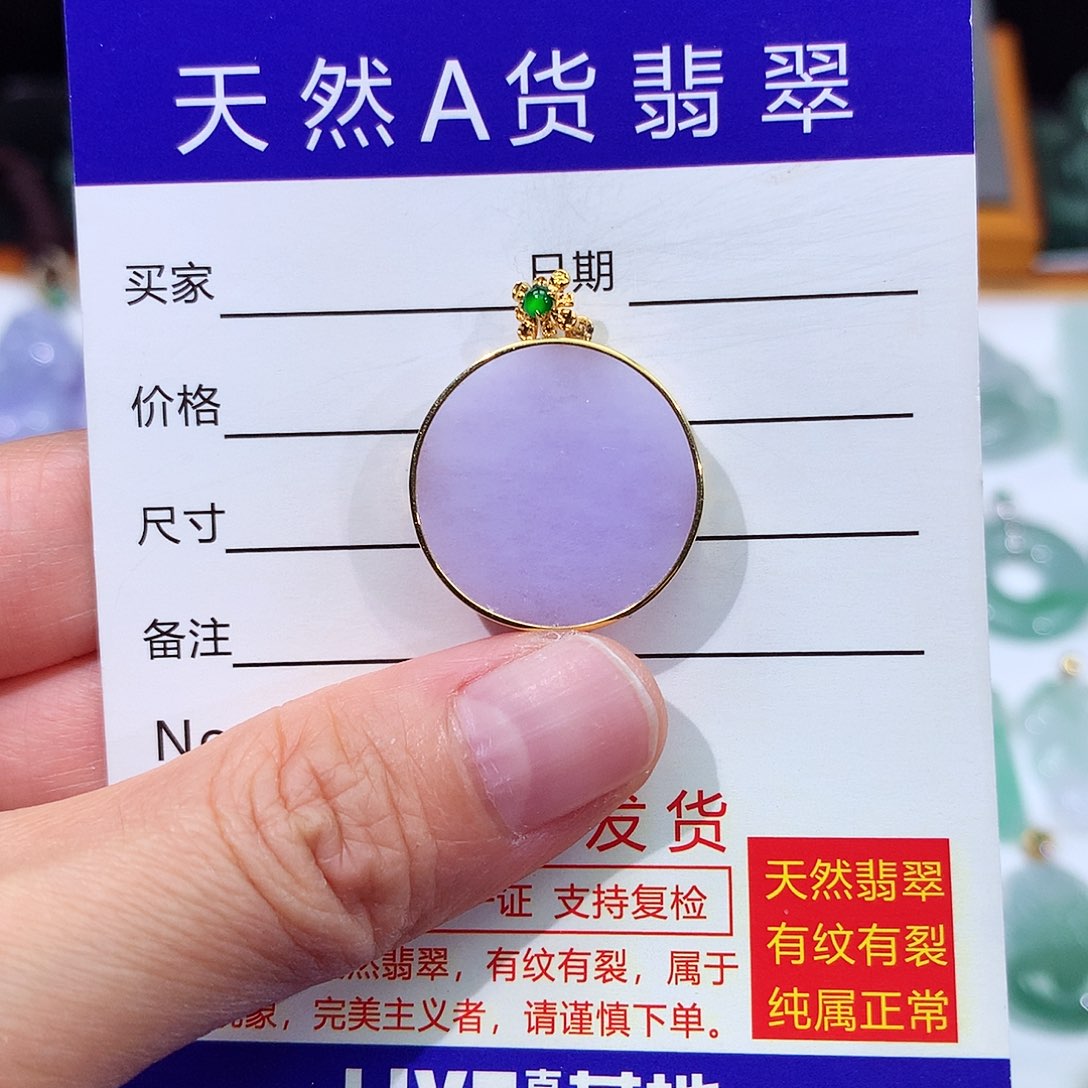 天然A货翡翠
买家 日期
价格
尺寸
备注
No
发货
证 支持复检
然翡翠，有纹有裂，属于
现象，完美主义者，请谨慎下单。
天然翡翠
有纹有裂
纯属正常